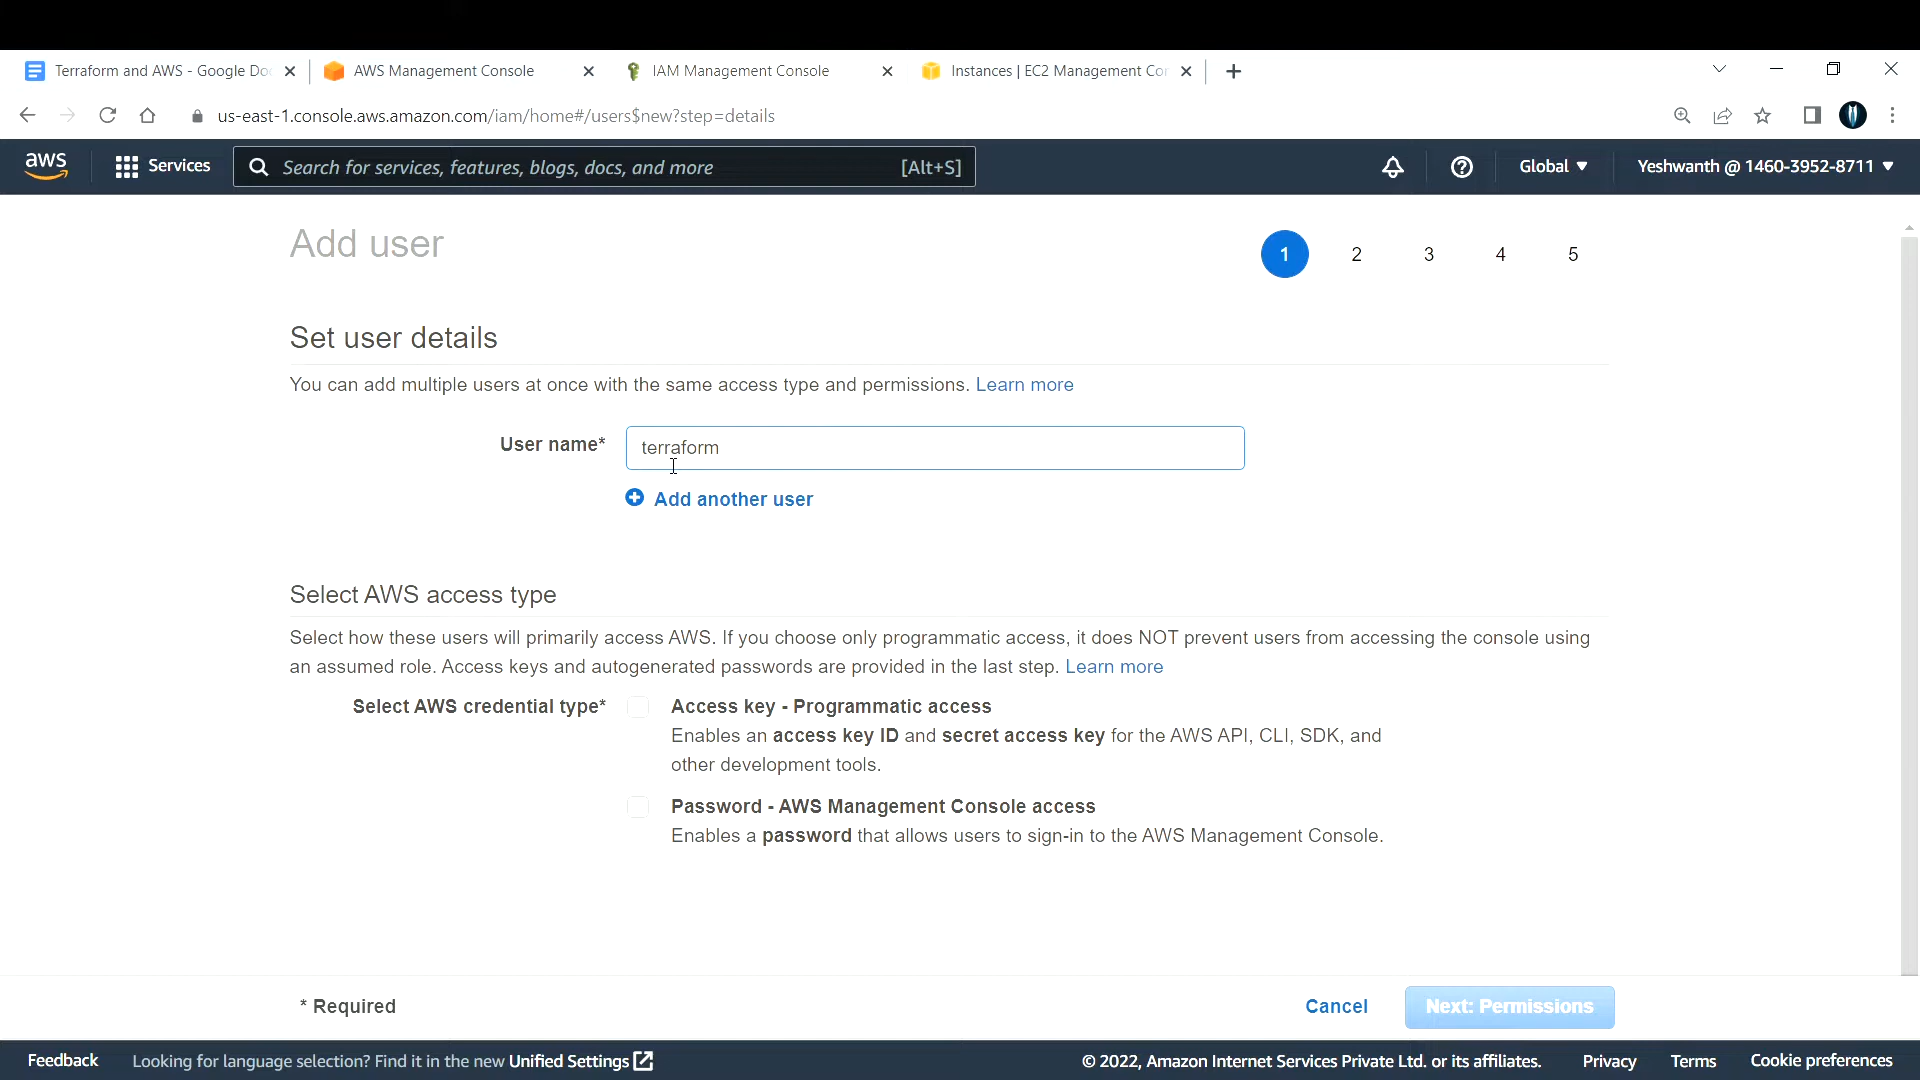 Terraform and AWS - Google Do
AWS Management Console
IAM Management Console
Instances | EC2 Management Co
us-east-1.console.aws.amazon.com/iam/home#/users$new?step=details
aws
Services
Search for services, features, blogs, docs, and more
[Alt+S]
Global
Yeshwanth @ 1460-3952-8711
Add user
1 2 3 4 5
Set user details
You can add multiple users at once with the same access type and permissions. Learn more
User name*
terraform
Add another user
Select AWS access type
Select how these users will primarily access AWS. If you choose only programmatic access, it does NOT prevent users from accessing the console using
an assumed role. Access keys and autogenerated passwords are provided in the last step. Learn more
Select AWS credential type*
Access key - Programmatic access
Enables an access key ID and secret access key for the AWS API, CLI, SDK, and
other development tools.
Password - AWS Management Console access
Enables a password that allows users to sign-in to the AWS Management Console.
* Required
Cancel
Next: Permissions
Feedback
Looking for language selection? Find it in the new Unified Settings
© 2022, Amazon Internet Services Private Ltd. or its affiliates.
Privacy
Terms
Cookie preferences